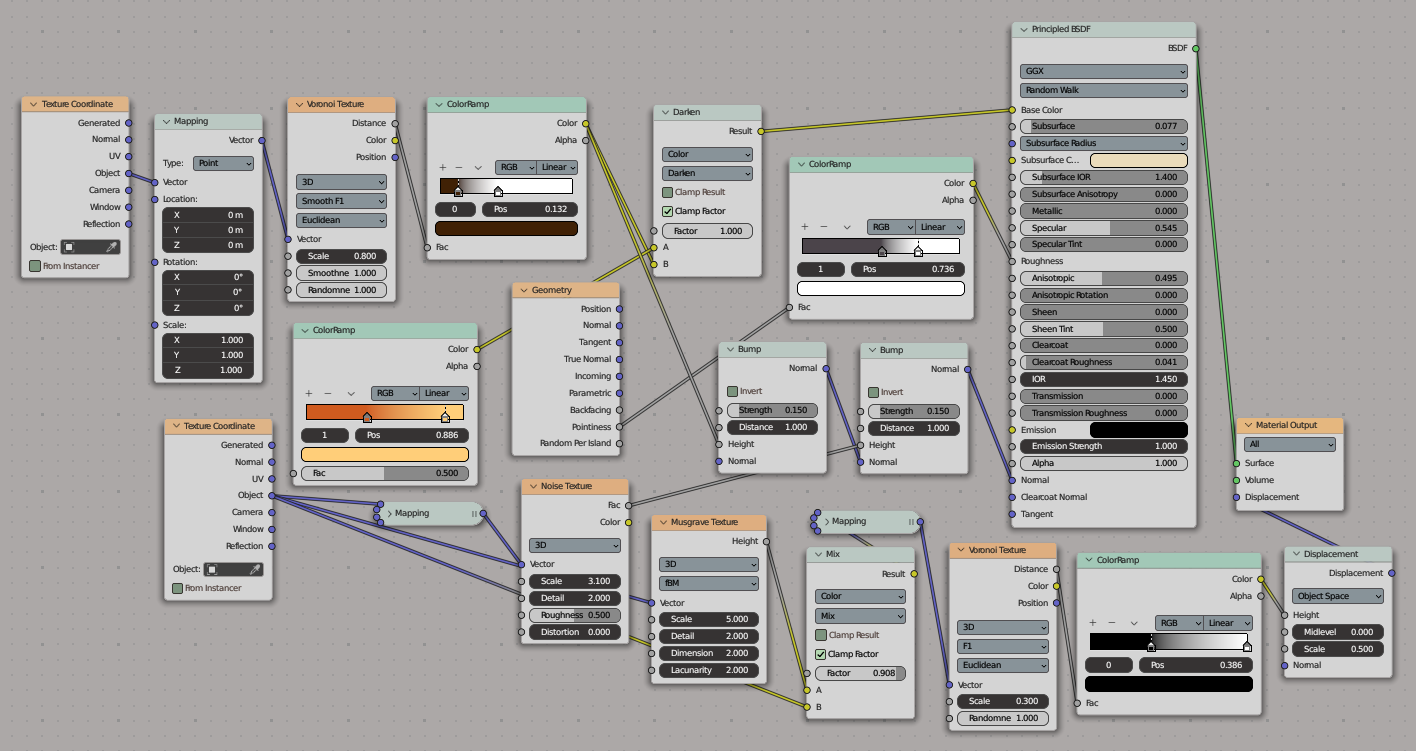 Texture Coordinate
Generated
Normal
UV
Object
Camera
Window
Reflection
Object:
From Instancer
Mapping
Vector
Type: Point
Vector
Location:
X 0 m
Y 0 m
Z 0 m
Rotation:
X 0°
Y 0°
Z 0°
Scale:
X 1.000
Y 1.000
Z 1.000
Voronoi Texture
Distance
Color
Position
3D
Smooth F1
Euclidean
Vector
Scale 0.800
Smoothne 1.000
Randomne 1.000
ColorRamp
Color
Alpha
RGB Linear
0 Pos 0.132
Fac
Darken
Result
Color
Darken
Clamp Result
Clamp Factor
Factor 1.000
A
B
ColorRamp
Color
Alpha
RGB Linear
1 Pos 0.736
Fac
Principled BSDF
BSDF
GGX
Random Walk
Base Color
Subsurface 0.077
Subsurface Radius
Subsurface C...
Subsurface IOR 1.400
Subsurface Anisotropy 0.000
Metallic 0.000
Specular 0.545
Specular Tint 0.000
Roughness
Anisotropic 0.495
Anisotropic Rotation 0.000
Sheen 0.000
Sheen Tint 0.500
Clearcoat 0.000
Clearcoat Roughness 0.041
IOR 1.450
Transmission 0.000
Transmission Roughness 0.000
Emission
Emission Strength 1.000
Alpha 1.000
Normal
Clearcoat Normal
Tangent
Geometry
Position
Normal
Tangent
True Normal
Incoming
Parametric
Backfacing
Pointiness
Random Per Island
ColorRamp
Color
Alpha
RGB Linear
1 Pos 0.886
Fac 0.500
Bump
Normal
Invert
Strength 0.150
Distance 1.000
Height
Normal
Bump
Normal
Invert
Strength 0.150
Distance 1.000
Height
Normal
Texture Coordinate
Generated
Normal
UV
Object
Camera
Window
Reflection
Object:
From Instancer
Mapping
Noise Texture
Fac
Color
3D
Vector
Scale 3.100
Detail 2.000
Roughness 0.500
Distortion 0.000
Musgrave Texture
Height
3D
fBM
Vector
Scale 5.000
Detail 2.000
Dimension 2.000
Lacunarity 2.000
Mapping
Mix
Result
Color
Mix
Clamp Result
Clamp Factor
Factor 0.908
A
B
Voronoi Texture
Distance
Color
Position
3D
F1
Euclidean
Vector
Scale 0.300
Randomne 1.000
ColorRamp
Color
Alpha
RGB Linear
0 Pos 0.386
Fac
Material Output
All
Surface
Volume
Displacement
Displacement
Displacement
Object Space
Height
Midlevel 0.000
Scale 0.500
Normal